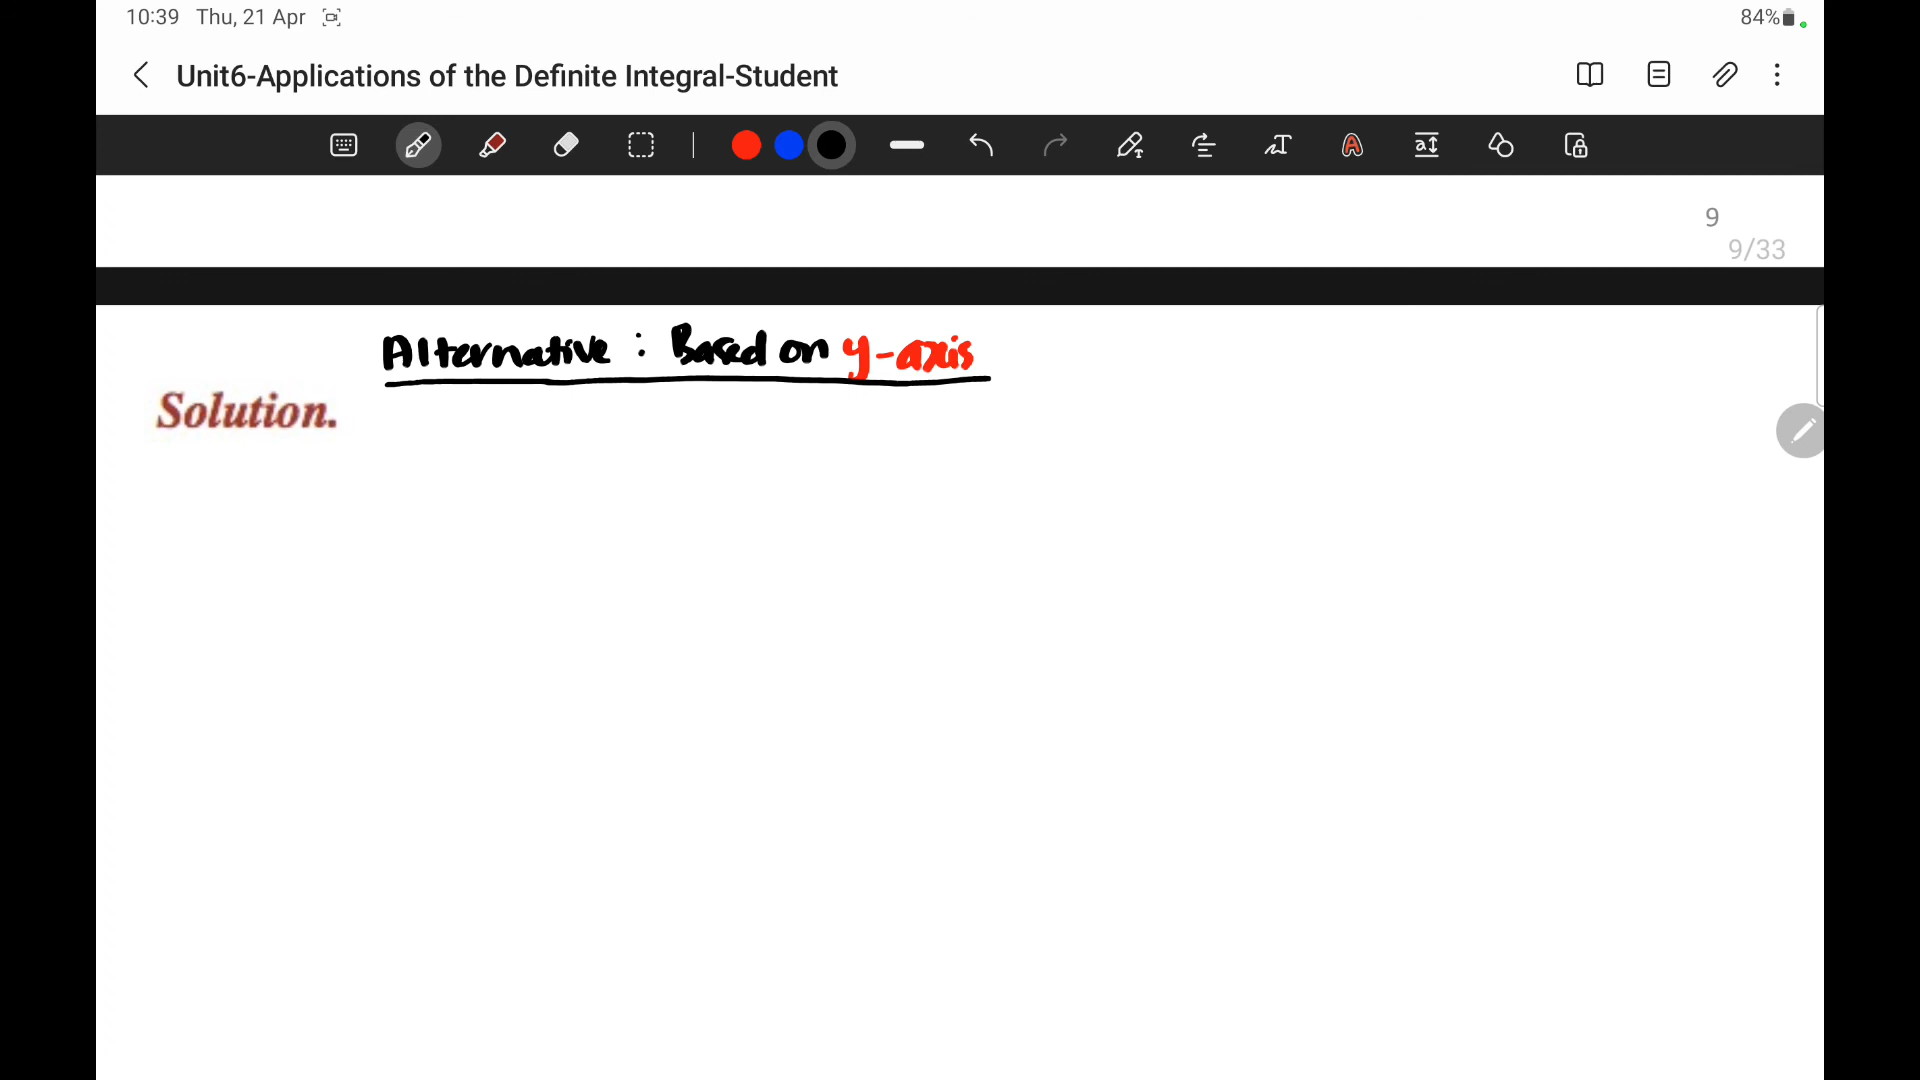 10:39 Thu, 21 Apr 84%
Unit6-Applications of the Definite Integral-Student
9
9/33
Alternative : Based on y-axis
Solution.